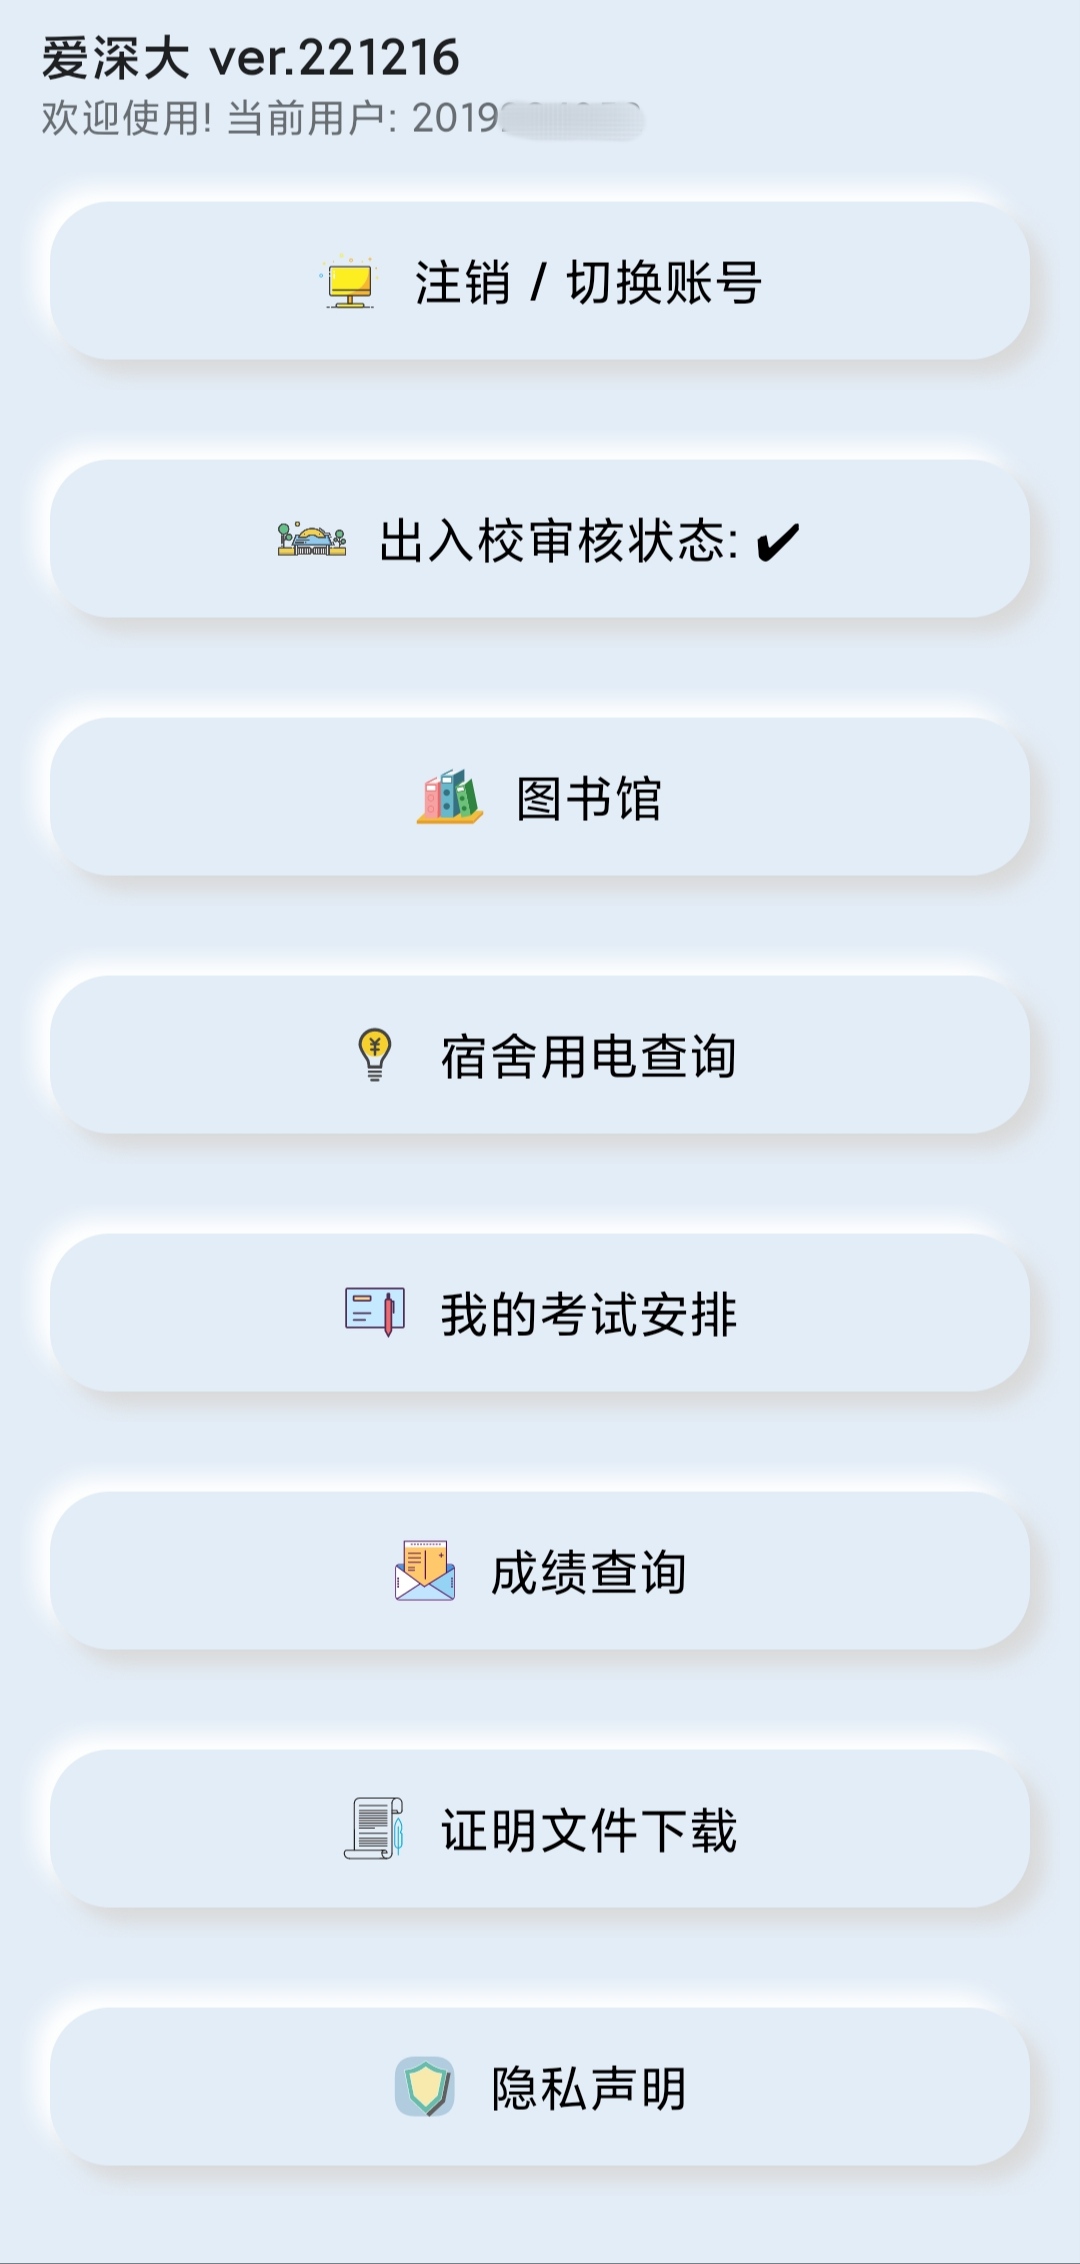 爱深大 ver.221216
欢迎使用! 当前用户: 2019
注销 / 切换账号
出入校审核状态: ✔
图书馆
宿舍用电查询
我的考试安排
成绩查询
证明文件下载
隐私声明